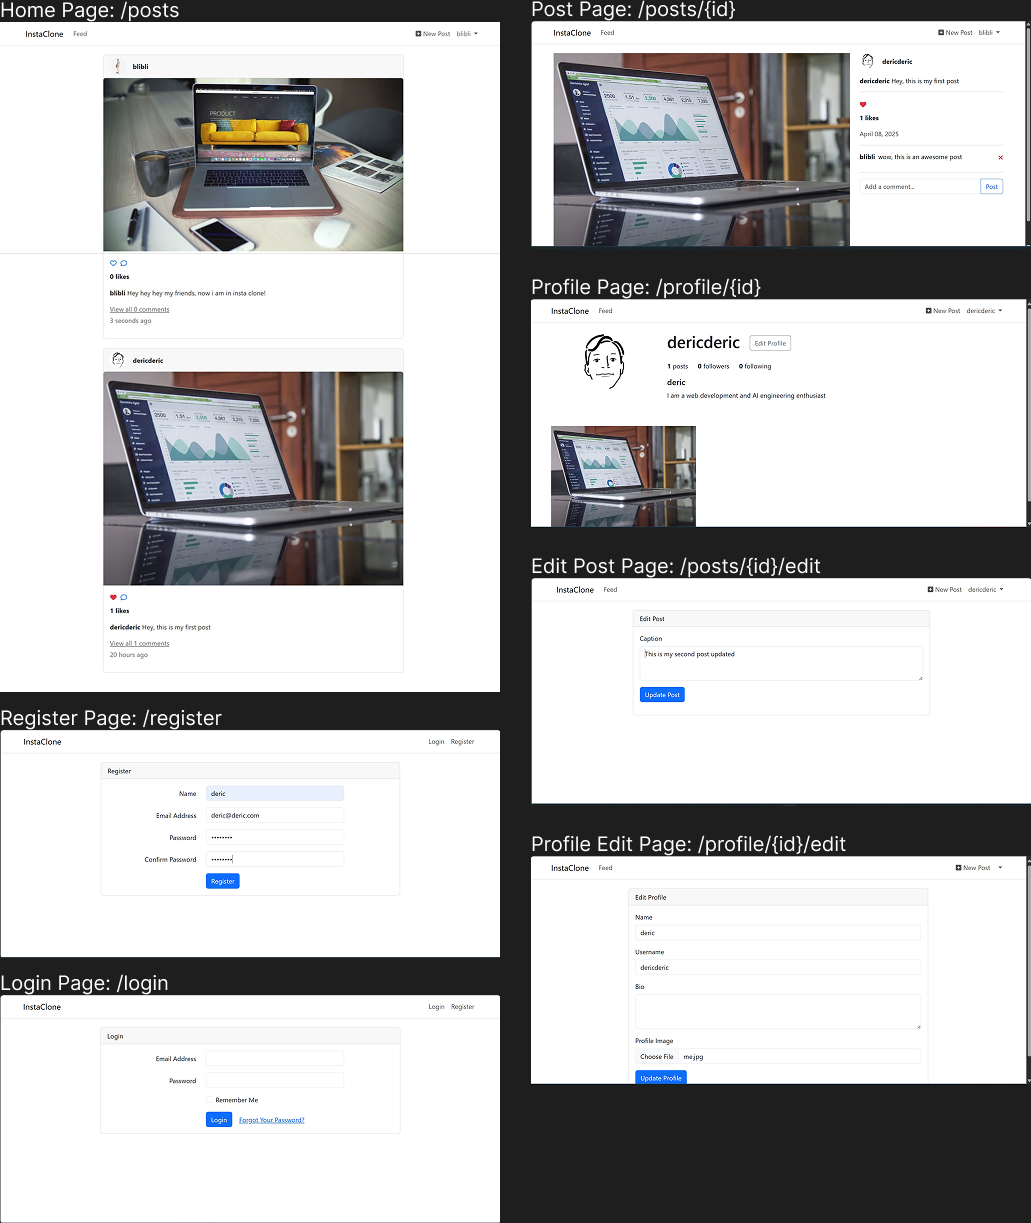 Home Page: /posts
InstaClone Feed New Post blibli
blibli
PRODUCT
0 likes
blibli Hey hey hey my friends, now i am in insta clone!
View all 0 comments
3 seconds ago
dericderic
1 likes
dericderic Hey, this is my first post
View all 1 comments
20 hours ago
Register Page: /register
InstaClone Login Register
Register
Name deric
Email Address deric@deric.com
Password ••••••••
Confirm Password ••••••••
Register
Login Page: /login
InstaClone Login Register
Login
Email Address
Password
Remember Me
Login Forgot Your Password?
Post Page: /posts/{id}
InstaClone Feed New Post blibli
dericderic
dericderic Hey, this is my first post
1 likes
April 08, 2025
blibli wow, this is an awesome post
Add a comment... Post
Profile Page: /profile/{id}
InstaClone Feed New Post dericderic
dericderic Edit Profile
1 posts 0 followers 0 following
deric
I am a web development and AI engineering enthusiast
Edit Post Page: /posts/{id}/edit
InstaClone Feed New Post dericderic
Edit Post
Caption
This is my second post updated
Update Post
Profile Edit Page: /profile/{id}/edit
InstaClone Feed New Post
Edit Profile
Name
deric
Username
dericderic
Bio
Profile Image
Choose File me.jpg
Update Profile